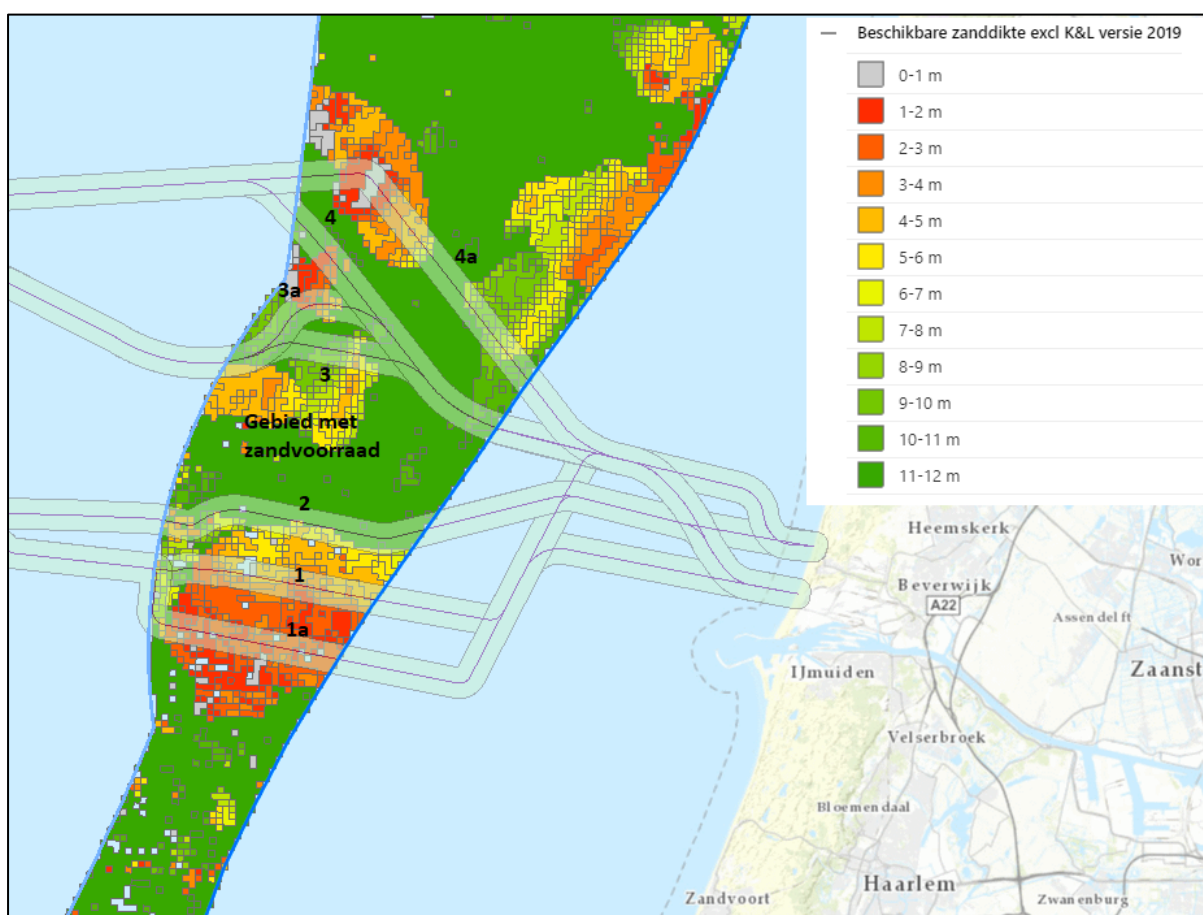 Beschikbare zanddikte excl K&L versie 2019
0-1 m
1-2 m
2-3 m
3-4 m
4-5 m
5-6 m
6-7 m
7-8 m
8-9 m
9-10 m
10-11 m
11-12 m
4
4a
3a
3
Gebied met
zandvoorraad
2
1
1a
Heemskerk
Wor
Beverwijk
A22
Assendelft
IJmuiden
Zaanst
Velserbroek
Bloemendaal
Haarlem
Zandvoort
Zwanenburg